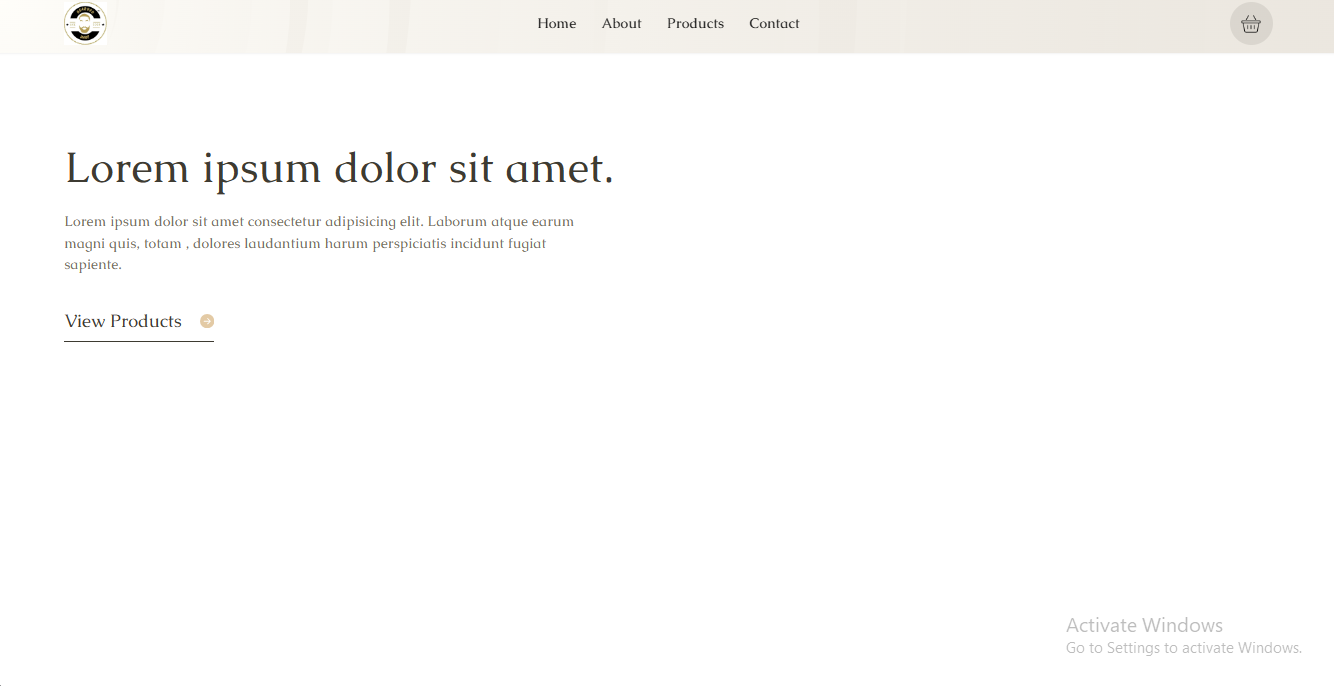 Home About Products Contact
Lorem ipsum dolor sit amet.
Lorem ipsum dolor sit amet consectetur adipisicing elit. Laborum atque earum
magni quis, totam , dolores laudantium harum perspiciatis incidunt fugiat
sapiente.
View Products
Activate Windows
Go to Settings to activate Windows.